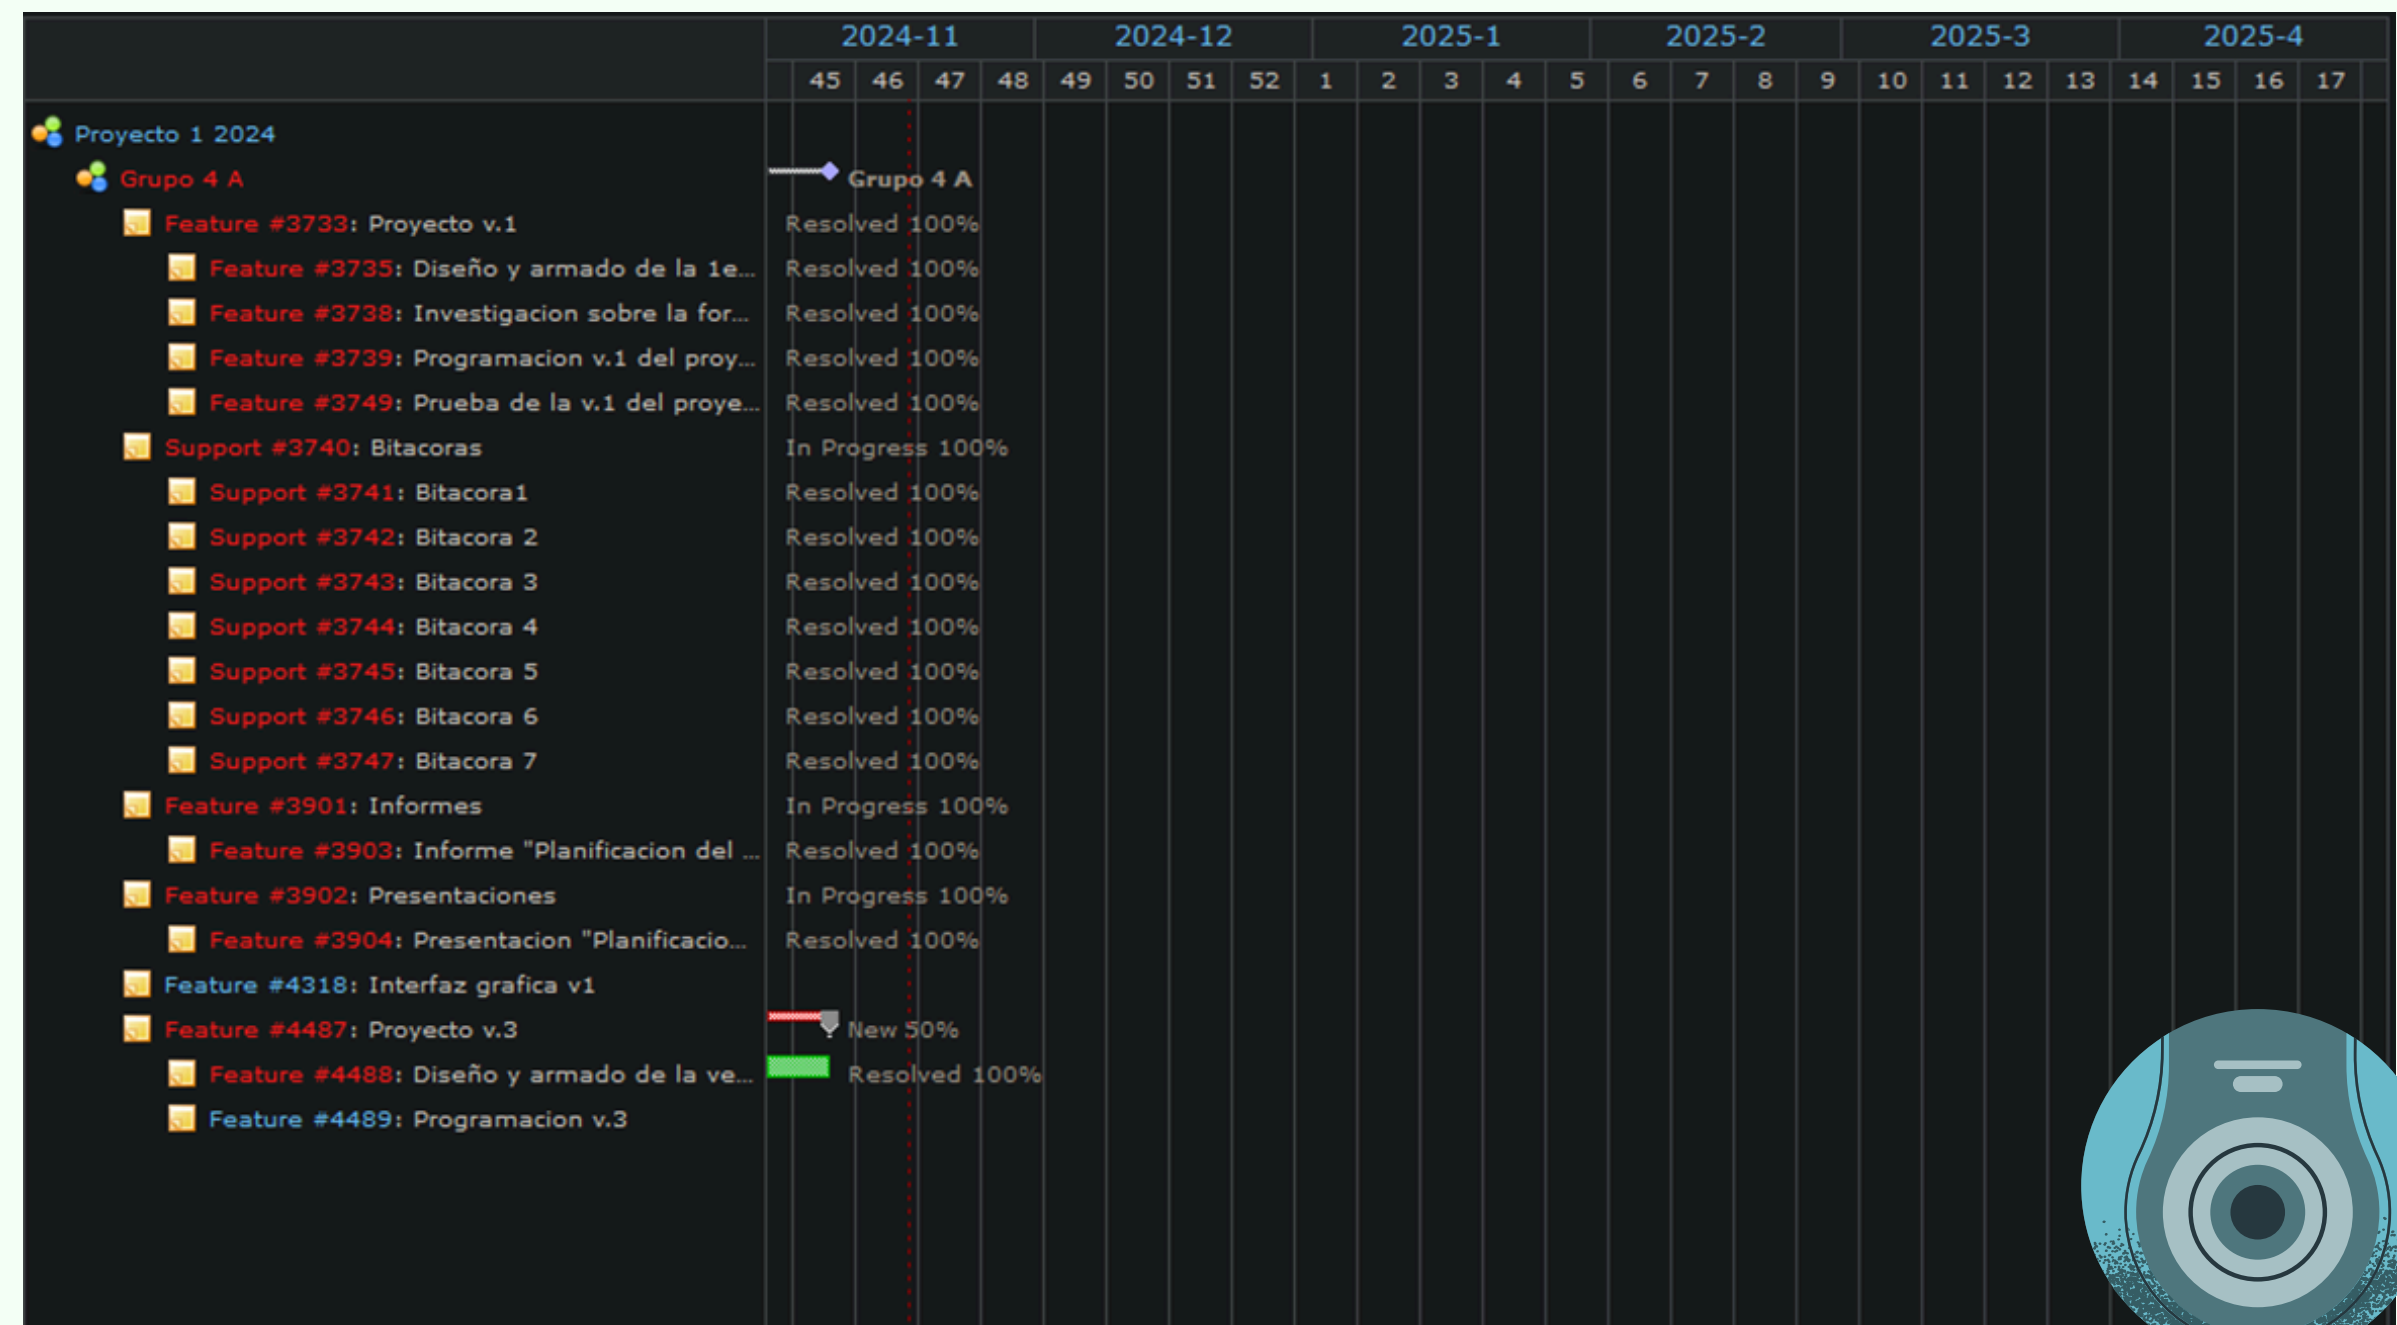 2024-11 2024-12 2025-1 2025-2 2025-3 2025-4
45 46 47 48 49 50 51 52 1 2 3 4 5 6 7 8 9 10 11 12 13 14 15 16 17
Proyecto 1 2024
Grupo 4 A Grupo 4 A
Feature #3733: Proyecto v.1 Resolved 100%
Feature #3735: Diseño y armado de la 1e... Resolved 100%
Feature #3738: Investigacion sobre la for... Resolved 100%
Feature #3739: Programacion v.1 del proy... Resolved 100%
Feature #3749: Prueba de la v.1 del proye... Resolved 100%
Support #3740: Bitacoras In Progress 100%
Support #3741: Bitacora1 Resolved 100%
Support #3742: Bitacora 2 Resolved 100%
Support #3743: Bitacora 3 Resolved 100%
Support #3744: Bitacora 4 Resolved 100%
Support #3745: Bitacora 5 Resolved 100%
Support #3746: Bitacora 6 Resolved 100%
Support #3747: Bitacora 7 Resolved 100%
Feature #3901: Informes In Progress 100%
Feature #3903: Informe "Planificacion del ... Resolved 100%
Feature #3902: Presentaciones In Progress 100%
Feature #3904: Presentacion "Planificacio... Resolved 100%
Feature #4318: Interfaz grafica v1
Feature #4487: Proyecto v.3 New 50%
Feature #4488: Diseño y armado de la ve... Resolved 100%
Feature #4489: Programacion v.3